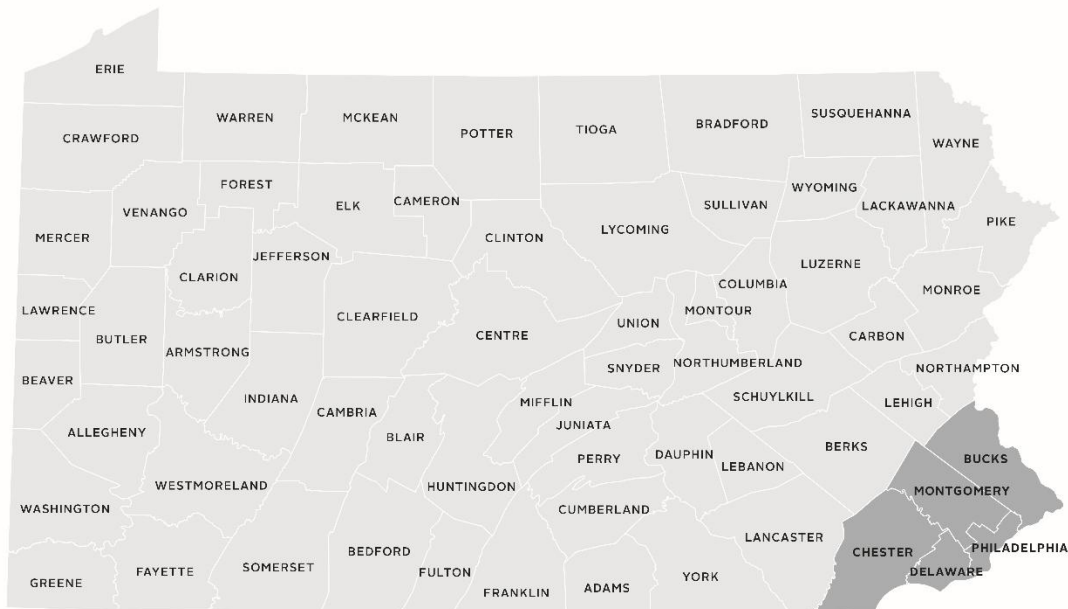 ERIE
WARREN
MCKEAN
POTTER
TIOGA
BRADFORD
SUSQUEHANNA
CRAWFORD
WAYNE
FOREST
VENANGO
ELK
CAMERON
SULLIVAN
WYOMING
LACKAWANNA
PIKE
MERCER
CLINTON
LYCOMING
JEFFERSON
CLARION
LUZERNE
COLUMBIA
MONROE
LAWRENCE
BUTLER
CLEARFIELD
CENTRE
UNION
MONTOUR
CARBON
ARMSTRONG
BEAVER
SNYDER
NORTHUMBERLAND
NORTHAMPTON
INDIANA
CAMBRIA
MIFFLIN
SCHUYLKILL
LEHIGH
ALLEGHENY
BLAIR
JUNIATA
PERRY
DAUPHIN
LEBANON
BERKS
BUCKS
WESTMORELAND
HUNTINGDON
MONTGOMERY
WASHINGTON
CUMBERLAND
LANCASTER
CHESTER
PHILADELPHIA
BEDFORD
GREENE
FAYETTE
SOMERSET
FULTON
FRANKLIN
ADAMS
YORK
DELAWARE